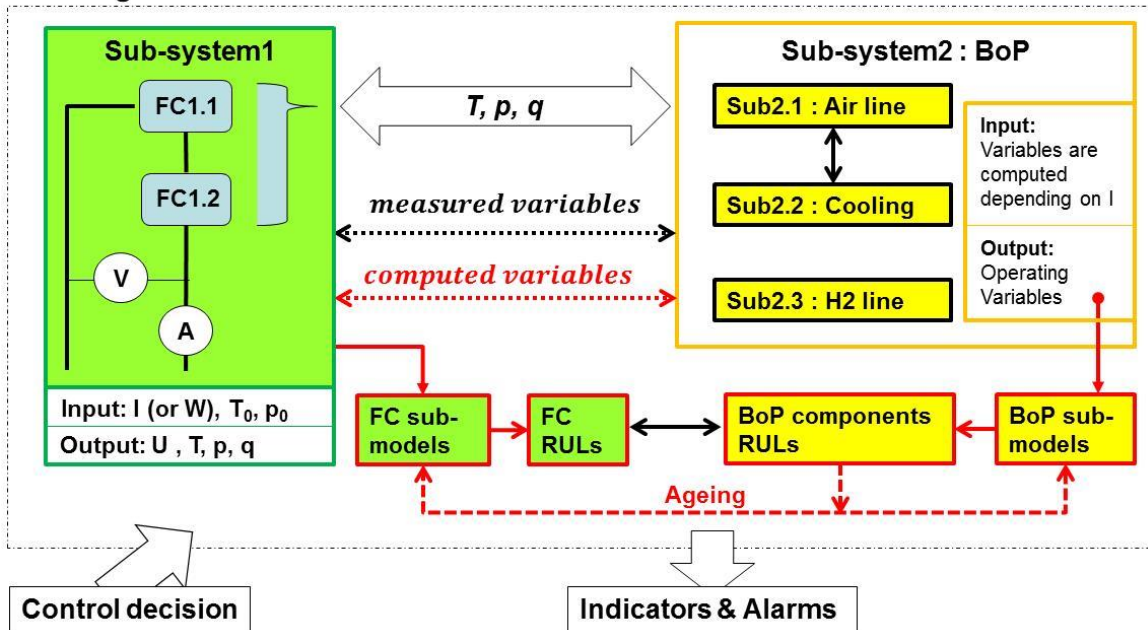 Sub-system1
FC1.1
FC1.2
V
A
Input: I (or W), T0, p0
Output: U , T, p, q
T, p, q
measured variables
computed variables
Sub-system2 : BoP
Sub2.1 : Air line
Sub2.2 : Cooling
Sub2.3 : H2 line
Input:
Variables are
computed
depending on I
Output:
Operating
Variables
FC sub-
models
FC
RULs
BoP components
RULs
BoP sub-
models
Ageing
Control decision
Indicators & Alarms